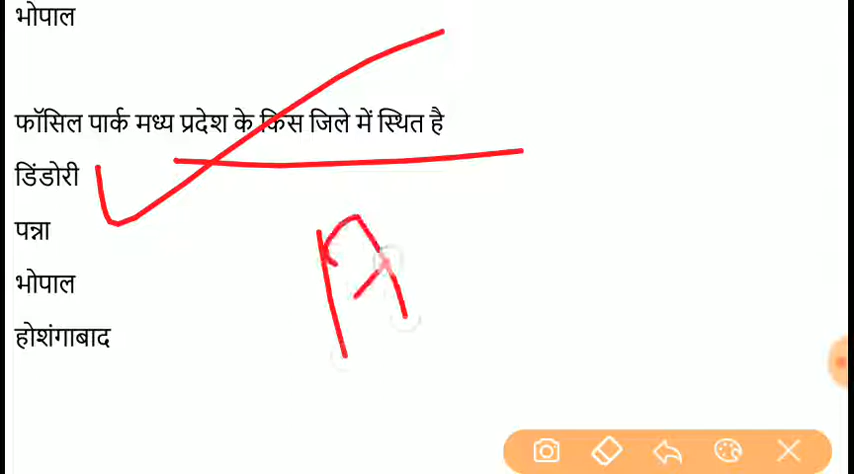 भोपाल
फॉसिल पार्क मध्य प्रदेश के किस जिले में स्थित है
डिंडोरी
पन्ना
भोपाल
होशंगाबाद
A